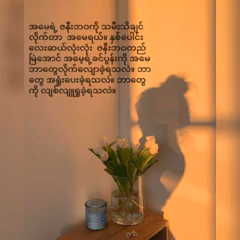 အမေရဲ့ ဇနီးဘဝကို သမီးသိချင်
လိုက်တာ အမေရယ်။ နှစ်ပေါင်း
လေးဆယ်လုံးလုံး ဇနီးဘဝတည်
မြဲအောင် အမေ့ရဲ့ခင်ပွန်းကို အမေ
ဘာတွေလိုက်လျောခဲ့ရသလဲ။ ဘာ
တွေ အရှုံးပေးခဲ့ရသလဲ။ ဘာတွေ
ကို လျစ်လျူရှုခဲ့ရသလဲ။